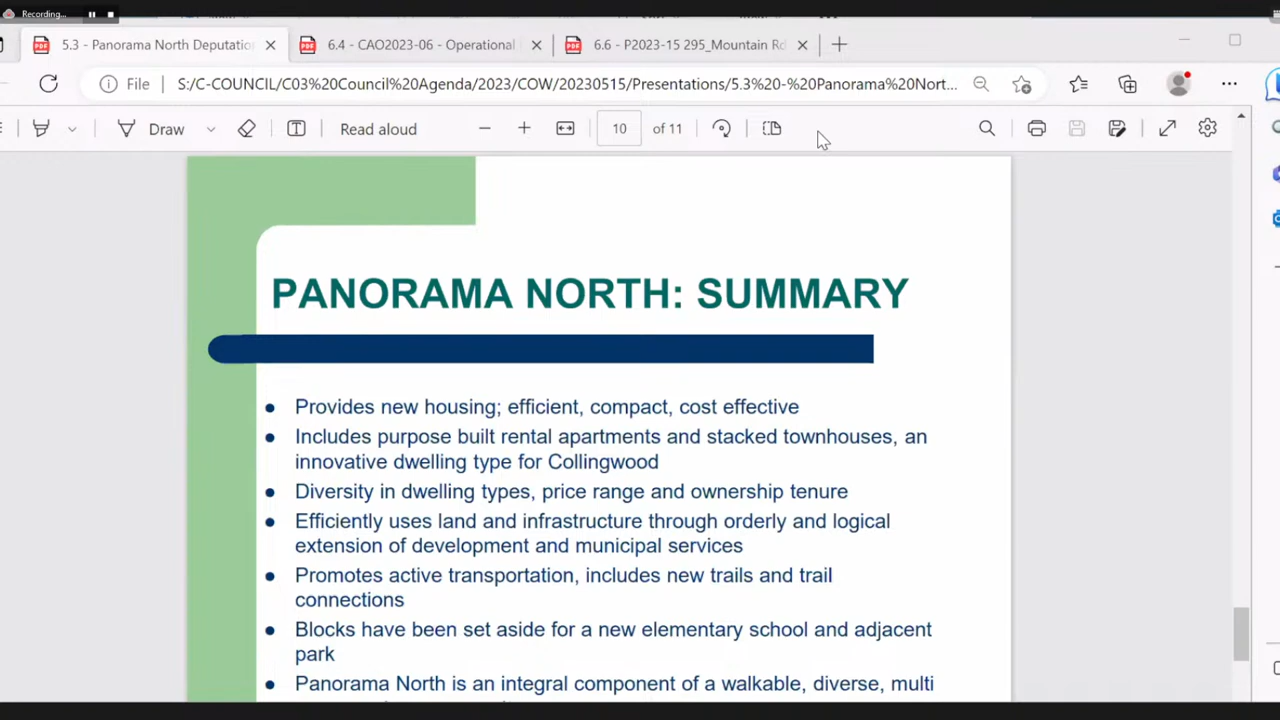 Recording...
5.3 - Panorama North Deputatio
6.4 - CAO2023-06 - Operational
6.6 - P2023-15 295_Mountain Rd
File
S:/C-COUNCIL/C03%20Council%20Agenda/2023/COW/20230515/Presentations/5.3%20-%20Panorama%20Nort...
Draw
Read aloud
10 of 11
PANORAMA NORTH: SUMMARY
● Provides new housing; efficient, compact, cost effective
● Includes purpose built rental apartments and stacked townhouses, an
innovative dwelling type for Collingwood
● Diversity in dwelling types, price range and ownership tenure
● Efficiently uses land and infrastructure through orderly and logical
extension of development and municipal services
● Promotes active transportation, includes new trails and trail
connections
● Blocks have been set aside for a new elementary school and adjacent
park
● Panorama North is an integral component of a walkable, diverse, multi